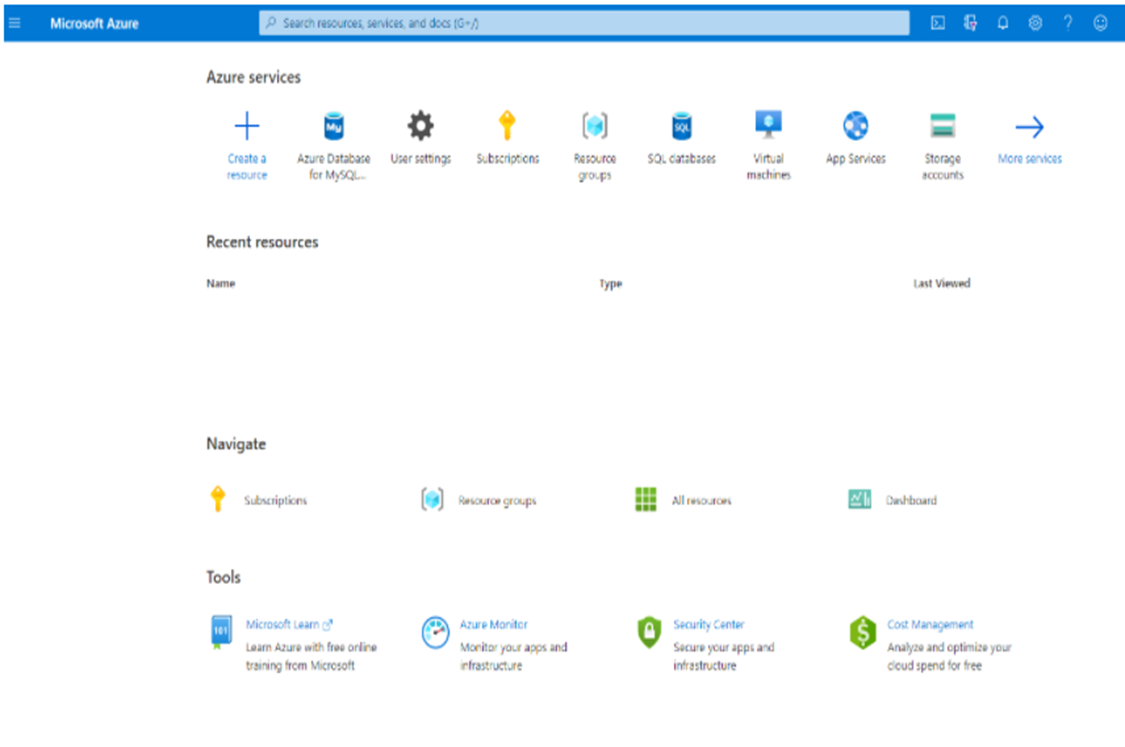 Microsoft Azure
Search resources, services, and docs (G+/)
Azure services
Create a
resource
Azure Database
for MySQL...
User settings
Subscriptions
Resource
groups
SQL databases
Virtual
machines
App Services
Storage
accounts
More services
My
SQL
Recent resources
Name Type Last Viewed
Navigate
Subscriptions Resource groups All resources Dashboard
Tools
101
Microsoft Learn
Learn Azure with free online
training from Microsoft
Azure Monitor
Monitor your apps and
infrastructure
Security Center
Secure your apps and
infrastructure
Cost Management
Analyze and optimize your
cloud spend for free